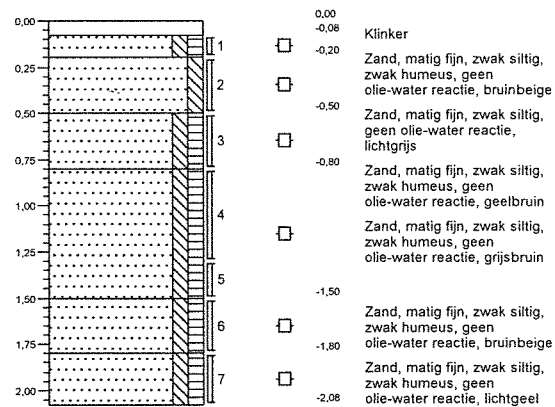 0,00
0,25
0,50
0,75
1,00
1,25
1,50
1,75
2,00
1
2
3
4
5
6
7
0,00
-0,08
Klinker
-0,20
Zand, matig fijn, zwak siltig,
zwak humeus, geen
olie-water reactie, bruinbeige
-0,50
Zand, matig fijn, zwak siltig,
geen olie-water reactie,
lichtgrijs
-0,80
Zand, matig fijn, zwak siltig,
zwak humeus, geen
olie-water reactie, geelbruin
Zand, matig fijn, zwak siltig,
zwak humeus, geen
olie-water reactie, grijsbruin
-1,50
Zand, matig fijn, zwak siltig,
zwak humeus, geen
olie-water reactie, bruinbeige
-1,80
Zand, matig fijn, zwak siltig,
zwak humeus, geen
olie-water reactie, lichtgeel
-2,08